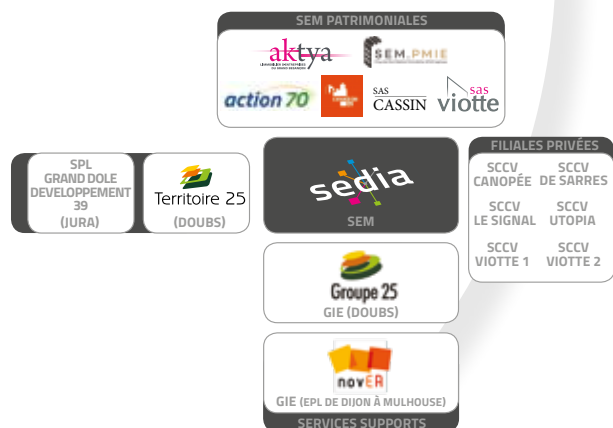 SEM PATRIMONIALES
aktya
SEM.PMIE
action 70
SAS
CASSIN
sas
viotte
SPL
GRAND DOLE
DEVELOPPEMENT
39
(JURA)
Territoire 25
(DOUBS)
sedia
SEM
FILIALES PRIVÉES
SCCV
CANOPÉE
SCCV
DE SARRES
SCCV
LE SIGNAL
SCCV
UTOPIA
SCCV
VIOTTE 1
SCCV
VIOTTE 2
Groupe 25
GIE (DOUBS)
novER
GIE (EPL DE DIJON À MULHOUSE)
SERVICES SUPPORTS